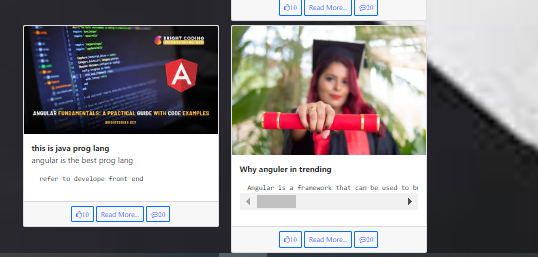 10 Read More... 20
BRIGHT CODING
ANGULAR FUNDAMENTALS: A PRACTICAL GUIDE WITH CODE EXAMPLES
this is java prog lang
angular is the best prog lang
refer to develope front end
10 Read More... 20
Why anguler in trending
Angular is a framework that can be used to bu
10 Read More... 20